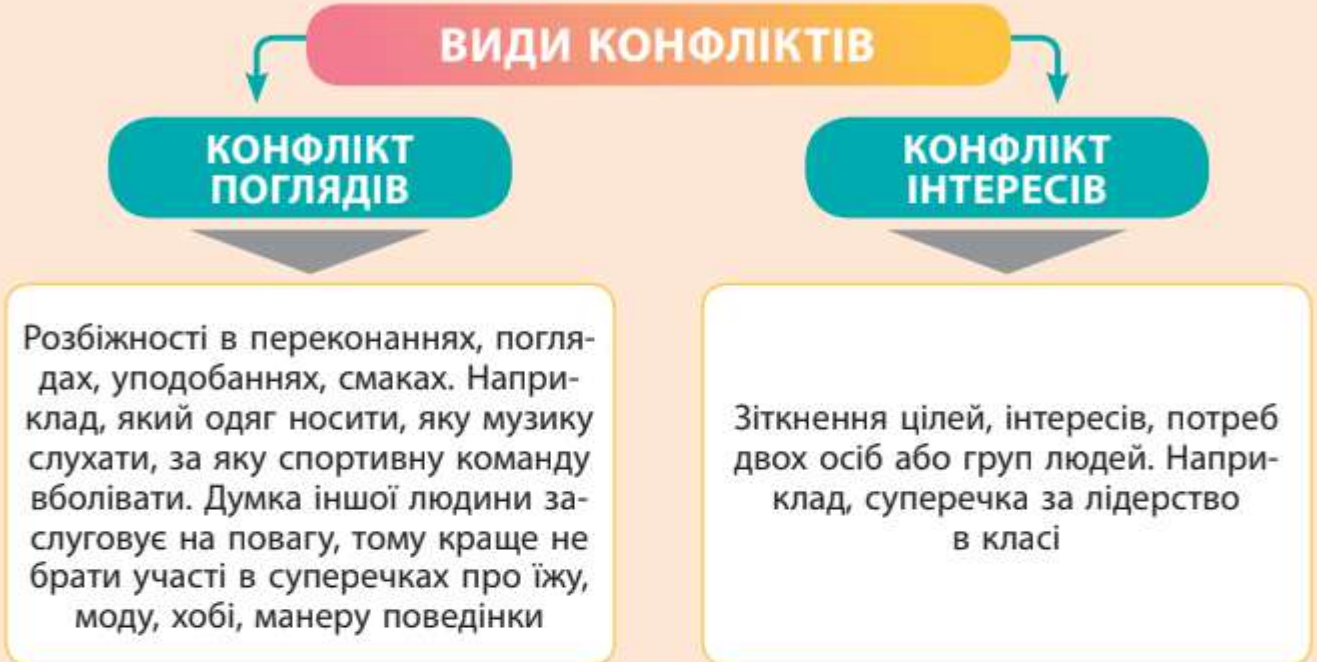 ВИДИ КОНФЛІКТІВ
КОНФЛІКТ
ПОГЛЯДІВ
Розбіжності в переконаннях, погля-
дах, уподобаннях, смаках. Напри-
клад, який одяг носити, яку музику
слухати, за яку спортивну команду
вболівати. Думка іншої людини за-
слуговує на повагу, тому краще не
брати участі в суперечках про їжу,
моду, хобі, манеру поведінки
КОНФЛІКТ
ІНТЕРЕСІВ
Зіткнення цілей, інтересів, потреб
двох осіб або груп людей. Напри-
клад, суперечка за лідерство
в класі